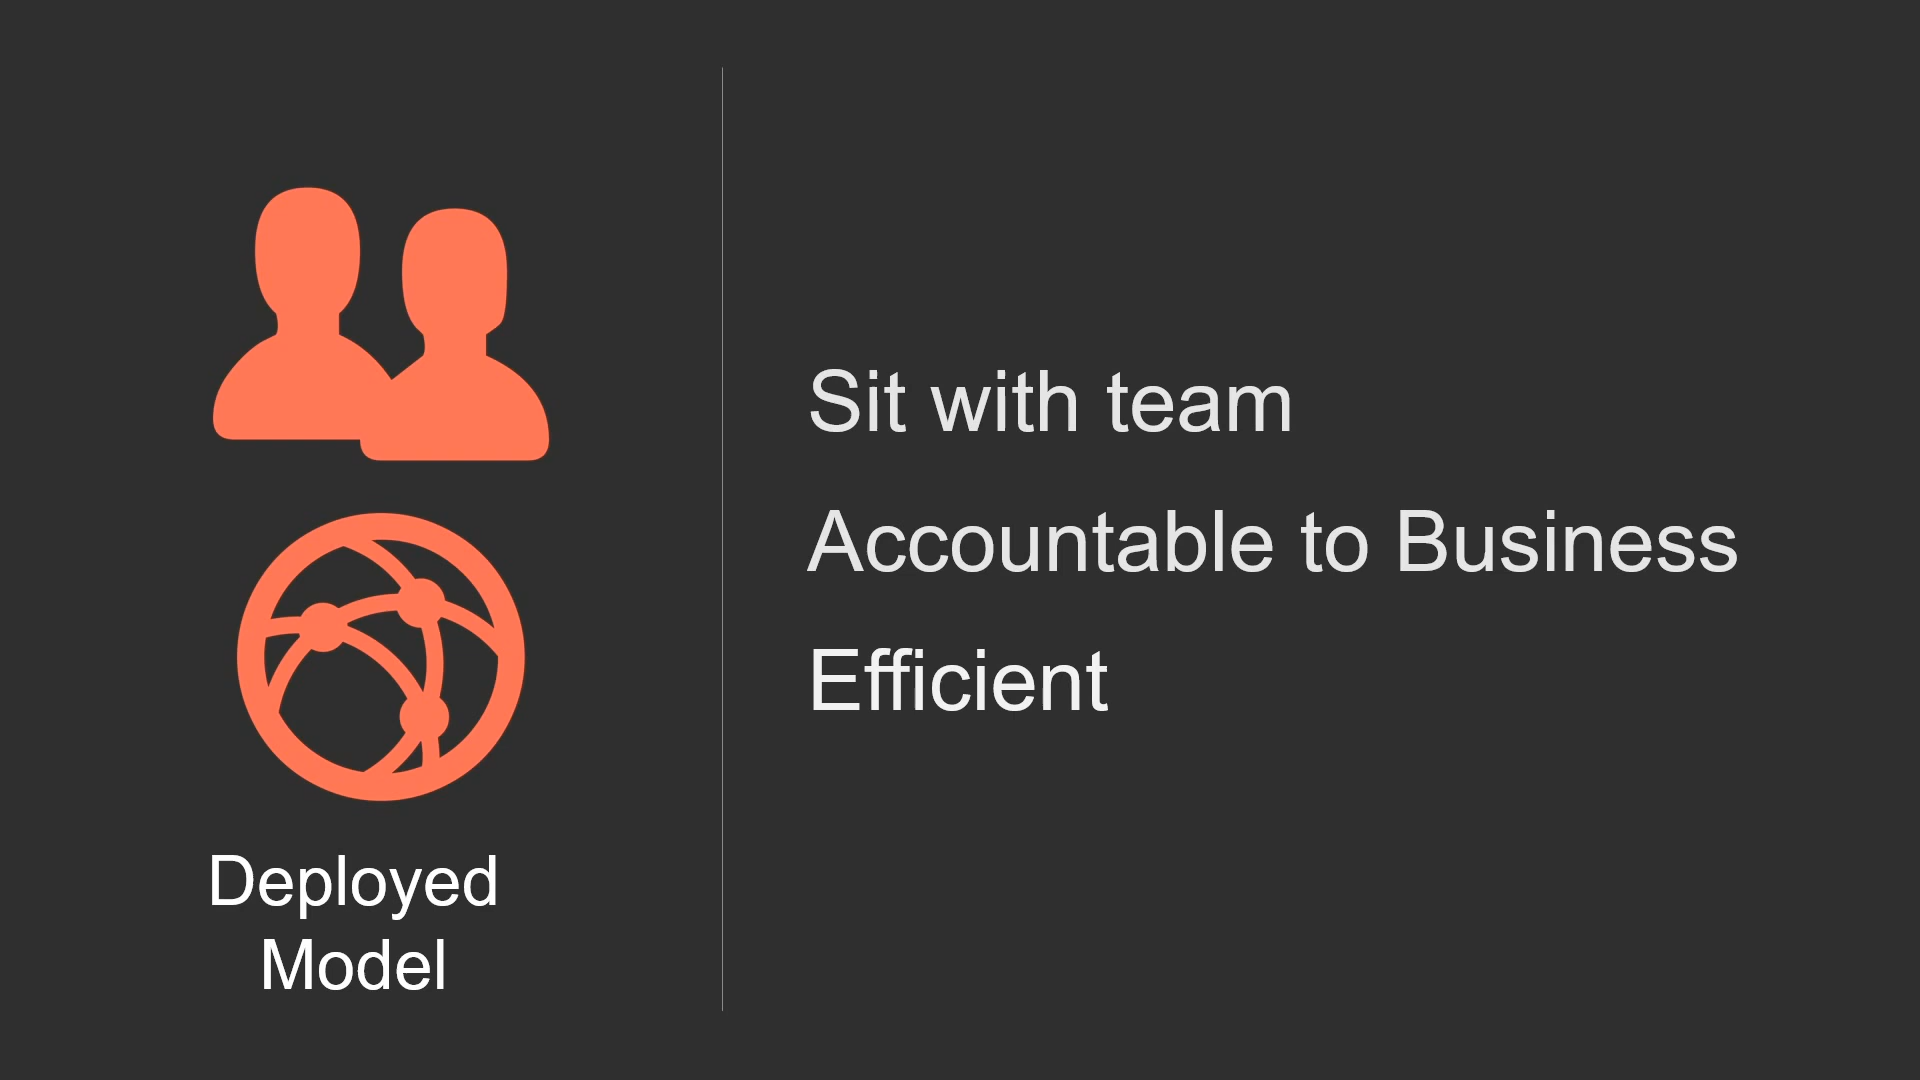 Sit with team
Accountable to Business
Efficient
Deployed
Model